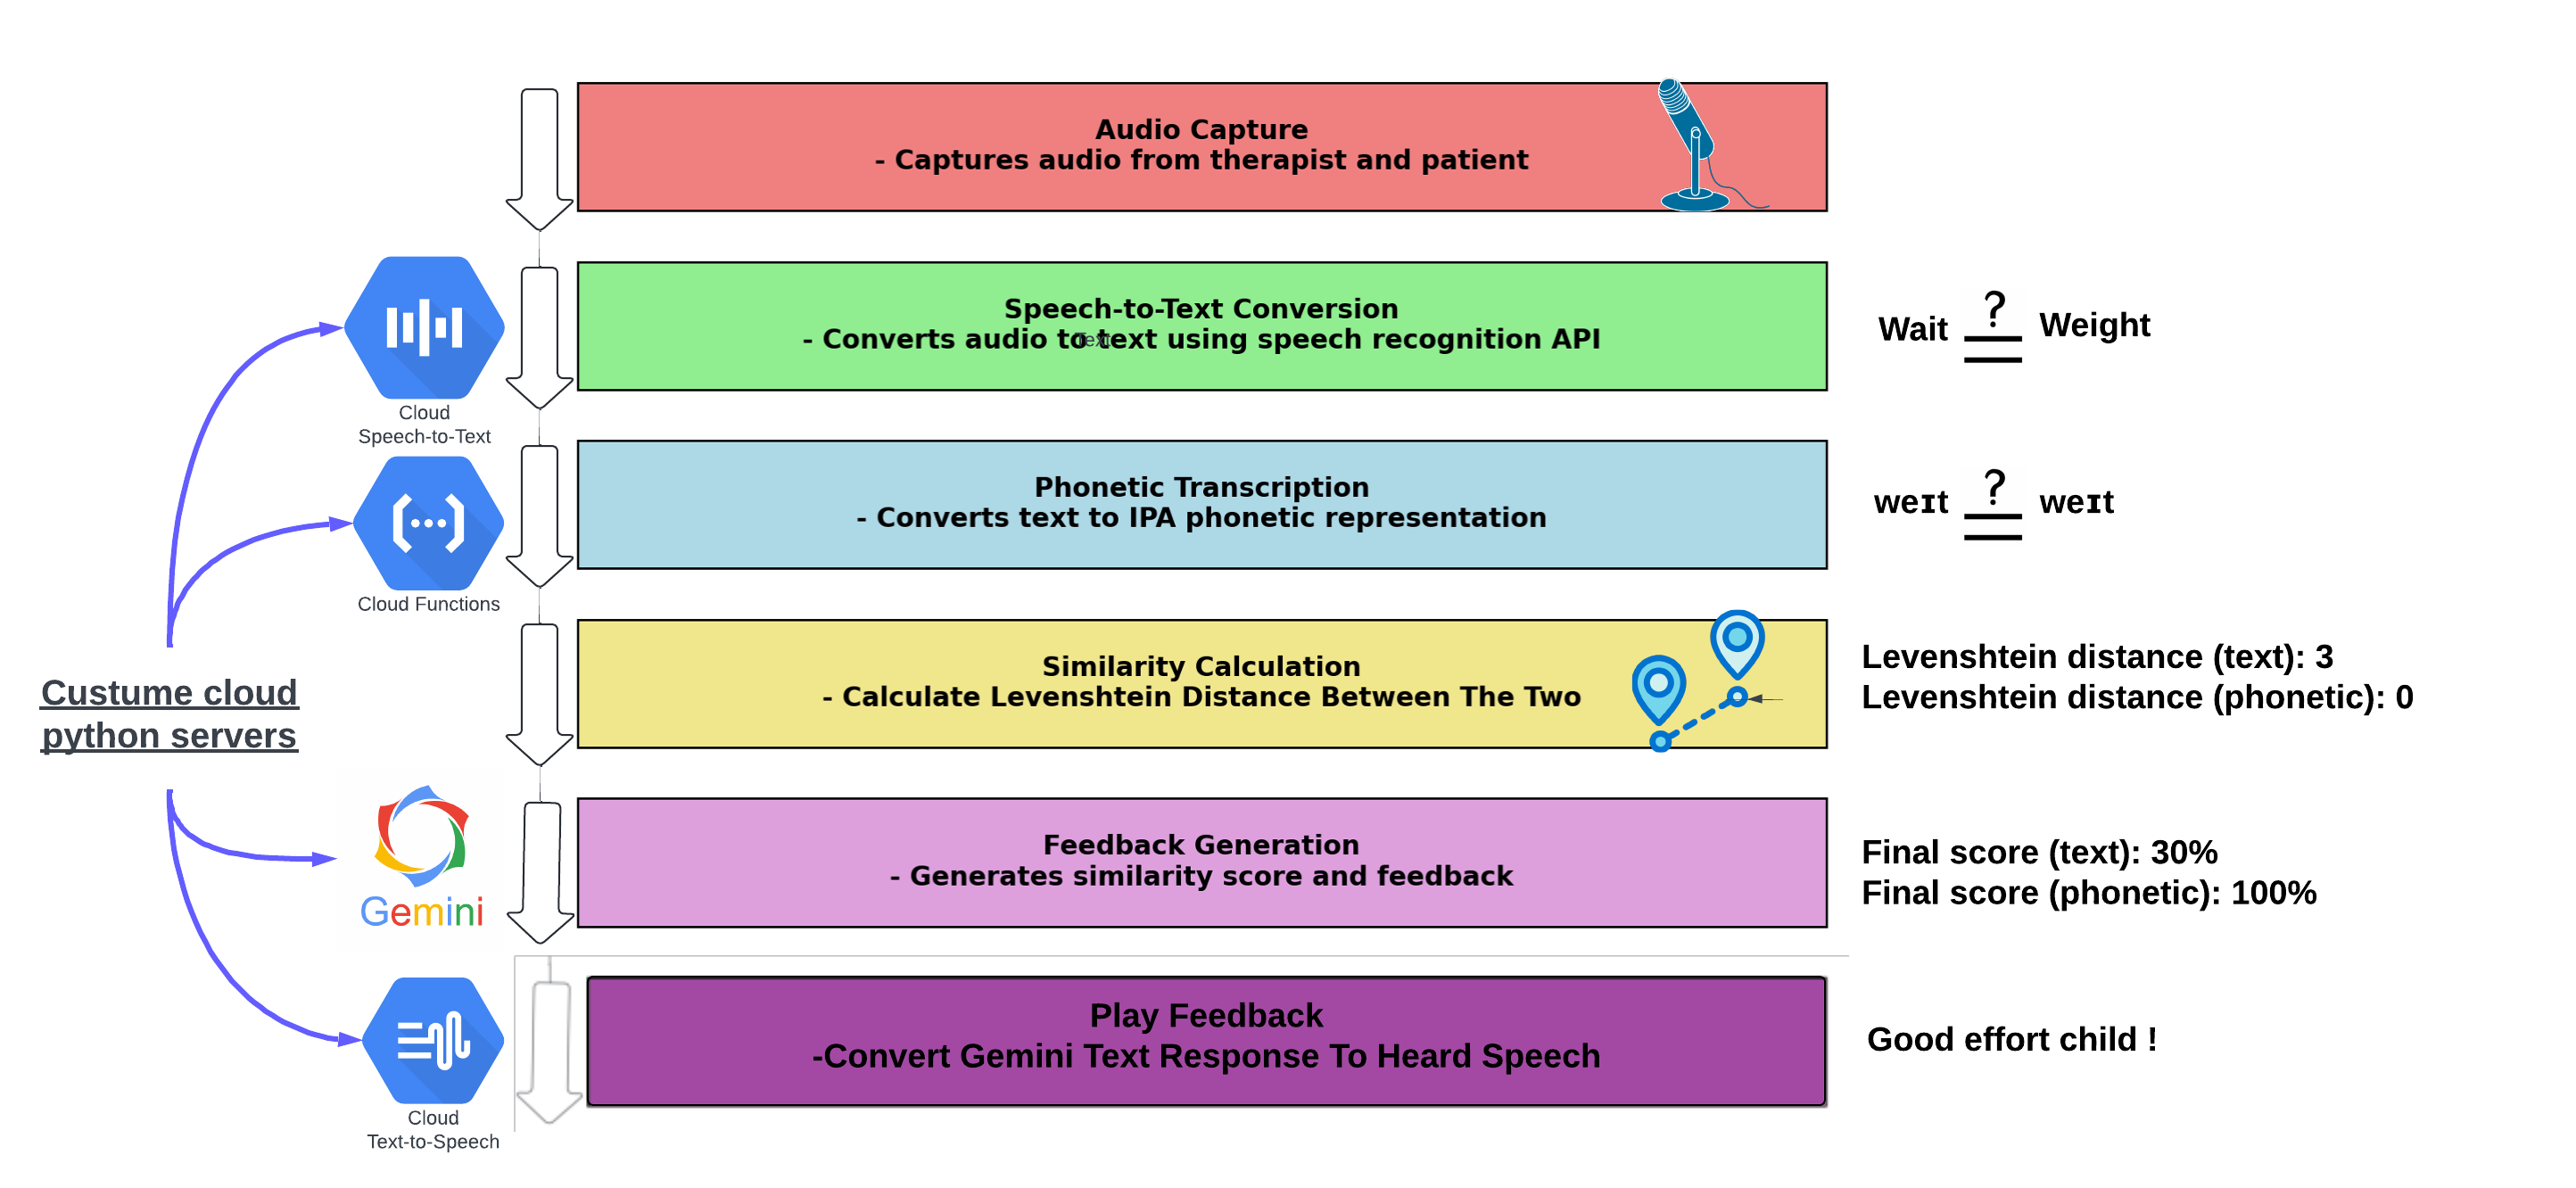 Audio Capture
- Captures audio from therapist and patient
Speech-to-Text Conversion
- Converts audio to text using speech recognition API
Text
Wait ? Weight
Cloud
Speech-to-Text
Phonetic Transcription
- Converts text to IPA phonetic representation
weɪt ? weɪt
Cloud Functions
Similarity Calculation
- Calculate Levenshtein Distance Between The Two
Levenshtein distance (text): 3
Levenshtein distance (phonetic): 0
Custume cloud
python servers
Feedback Generation
- Generates similarity score and feedback
Final score (text): 30%
Final score (phonetic): 100%
Gemini
Play Feedback
-Convert Gemini Text Response To Heard Speech
Good effort child !
Cloud
Text-to-Speech